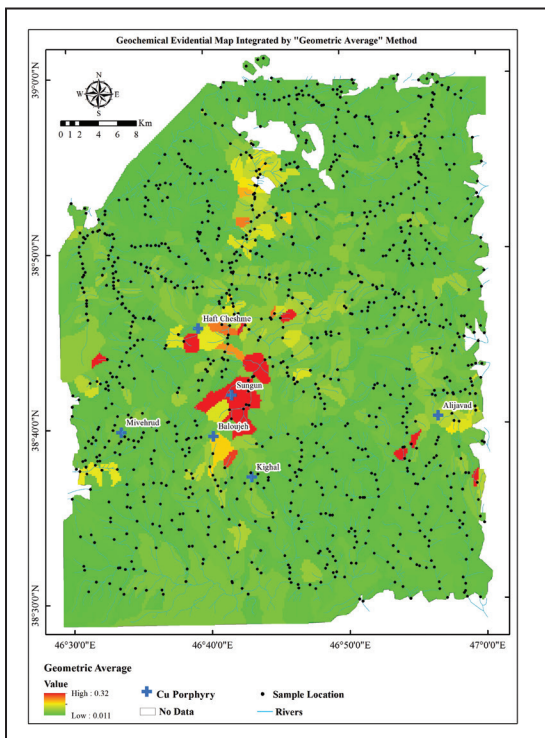 Geochemical Evidential Map Integrated by "Geometric Average" Method
N
W E
S
0 1 2 4 6 8
Km
39°0'0"N
38°50'0"N
38°40'0"N
38°30'0"N
Haft Cheshme
Sungun
Alijavad
Mivehrud
Baloujeh
Kighal
46°30'0"E 46°40'0"E 46°50'0"E 47°0'0"E
Geometric Average
Value
High : 0.32
Low : 0.011
Cu Porphyry
No Data
Sample Location
Rivers